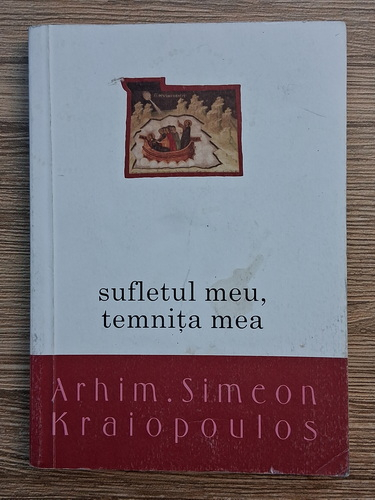 sufletul meu,
temnița mea
Arhim. Simeon
Kraiopoulos